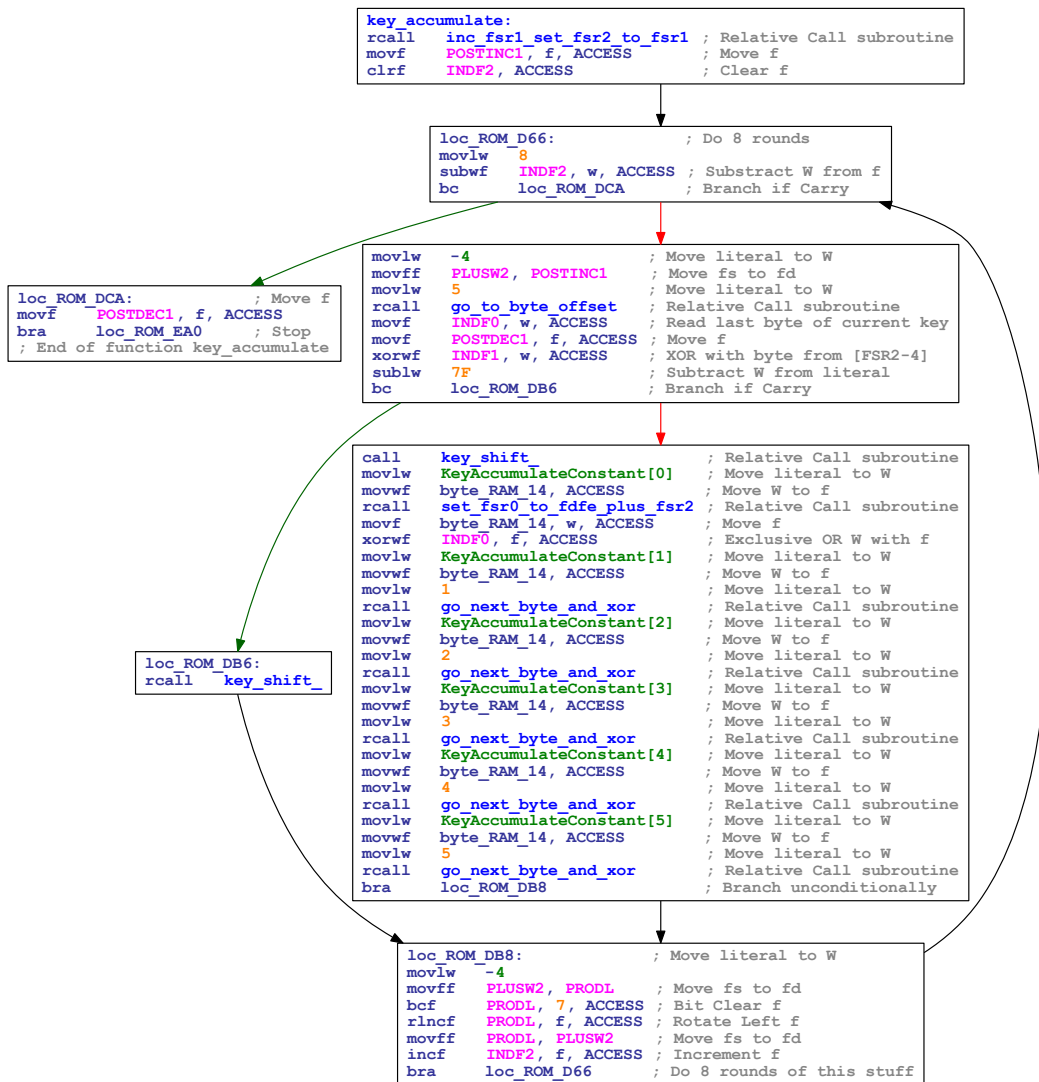 key_accumulate:
rcall inc_fsr1_set_fsr2_to_fsr1 ; Relative Call subroutine
movf POSTINC1, f, ACCESS ; Move f
clrf INDF2, ACCESS ; Clear f
loc_ROM_D66: ; Do 8 rounds
movlw 8
subwf INDF2, w, ACCESS ; Substract W from f
bc loc_ROM_DCA ; Branch if Carry
loc_ROM_DCA: ; Move f
movf POSTDEC1, f, ACCESS
bra loc_ROM_EA0 ; Stop
; End of function key_accumulate
movlw -4 ; Move literal to W
movff PLUSW2, POSTINC1 ; Move fs to fd
movlw 5 ; Move literal to W
rcall go_to_byte_offset ; Relative Call subroutine
movf INDF0, w, ACCESS ; Read last byte of current key
movf POSTDEC1, f, ACCESS ; Move f
xorwf INDF1, w, ACCESS ; XOR with byte from [FSR2-4]
sublw 7F ; Subtract W from literal
bc loc_ROM_DB6 ; Branch if Carry
call key_shift_ ; Relative Call subroutine
movlw KeyAccumulateConstant[0] ; Move literal to W
movwf byte_RAM_14, ACCESS ; Move W to f
rcall set_fsr0_to_fdfe_plus_fsr2 ; Relative Call subroutine
movf byte_RAM_14, w, ACCESS ; Move f
xorwf INDF0, f, ACCESS ; Exclusive OR W with f
movlw KeyAccumulateConstant[1] ; Move literal to W
movwf byte_RAM_14, ACCESS ; Move W to f
movlw 1 ; Move literal to W
rcall go_next_byte_and_xor ; Relative Call subroutine
movlw KeyAccumulateConstant[2] ; Move literal to W
movwf byte_RAM_14, ACCESS ; Move W to f
movlw 2 ; Move literal to W
rcall go_next_byte_and_xor ; Relative Call subroutine
movlw KeyAccumulateConstant[3] ; Move literal to W
movwf byte_RAM_14, ACCESS ; Move W to f
movlw 3 ; Move literal to W
rcall go_next_byte_and_xor ; Relative Call subroutine
movlw KeyAccumulateConstant[4] ; Move literal to W
movwf byte_RAM_14, ACCESS ; Move W to f
movlw 4 ; Move literal to W
rcall go_next_byte_and_xor ; Relative Call subroutine
movlw KeyAccumulateConstant[5] ; Move literal to W
movwf byte_RAM_14, ACCESS ; Move W to f
movlw 5 ; Move literal to W
rcall go_next_byte_and_xor ; Relative Call subroutine
bra loc_ROM_DB8 ; Branch unconditionally
loc_ROM_DB6:
rcall key_shift_
loc_ROM_DB8: ; Move literal to W
movlw -4
movff PLUSW2, PRODL ; Move fs to fd
bcf PRODL, 7, ACCESS ; Bit Clear f
rlncf PRODL, f, ACCESS ; Rotate Left f
movff PRODL, PLUSW2 ; Move fs to fd
incf INDF2, f, ACCESS ; Increment f
bra loc_ROM_D66 ; Do 8 rounds of this stuff